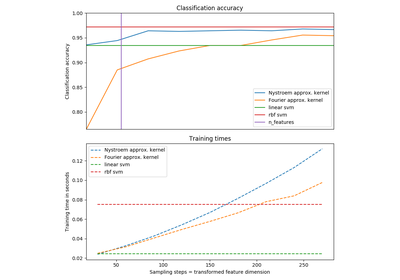 Classification accuracy
1.00
0.95
0.90
0.85
0.80
Classification accuracy
Nystroem approx. kernel
Fourier approx. kernel
linear svm
rbf svm
n_features
Training times
Nystroem approx. kernel
Fourier approx. kernel
linear svm
rbf svm
0.12
0.10
0.08
0.06
0.04
0.02
Training time in seconds
50
100
150
200
250
Sampling steps = transformed feature dimension